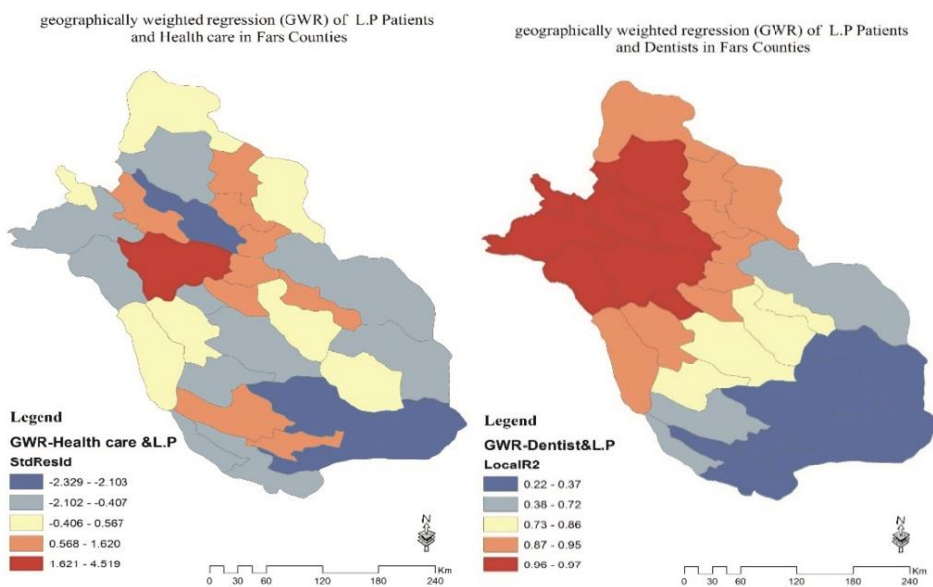 geographically weighted regression (GWR) of L.P Patients
and Health care in Fars Counties
Legend
GWR-Health care &L.P
StdResid
-2.329 - -2.103
-2.102 - -0.407
-0.406 - 0.567
0.568 - 1.620
1.621 - 4.519
N
Km
0 30 60 120 180 240
geographically weighted regression (GWR) of L.P Patients
and Dentists in Fars Counties
Legend
GWR-Dentist&L.P
LocalR2
0.22 - 0.37
0.38 - 0.72
0.73 - 0.86
0.87 - 0.95
0.96 - 0.97
N
Km
0 30 60 120 180 240